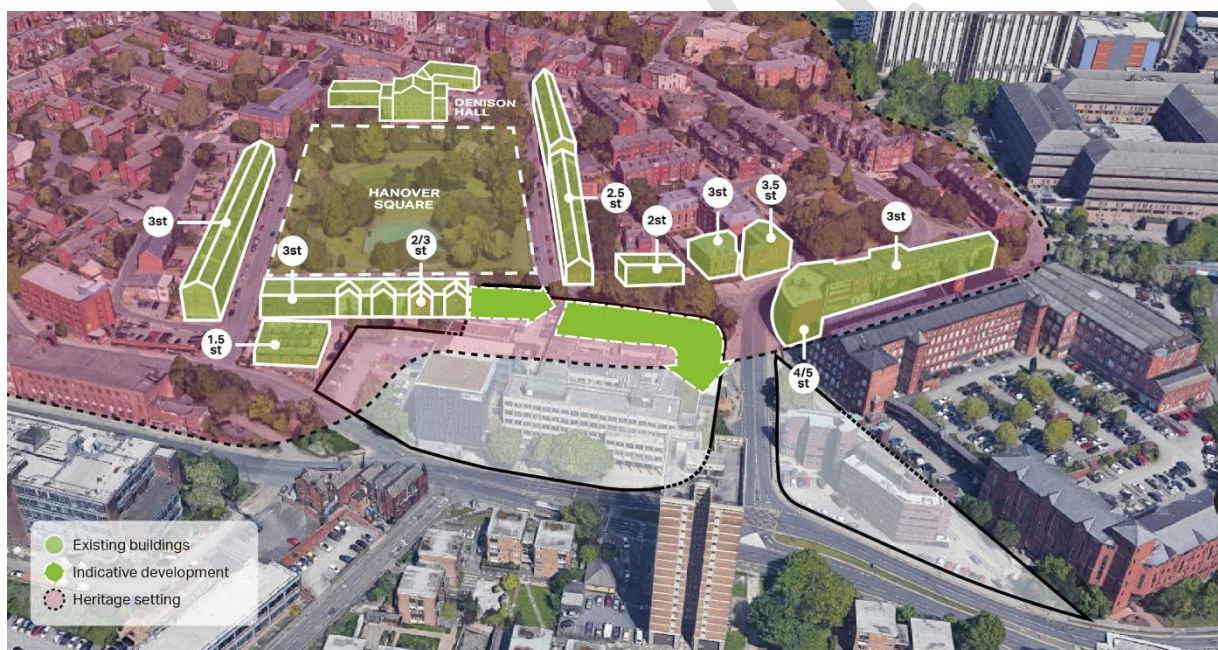 DENISON
HALL
HANOVER
SQUARE
3st
3st
2/3
st
2.5
st
2st
3st
3.5
st
3st
1.5
st
4/5
st
Existing buildings
Indicative development
Heritage setting